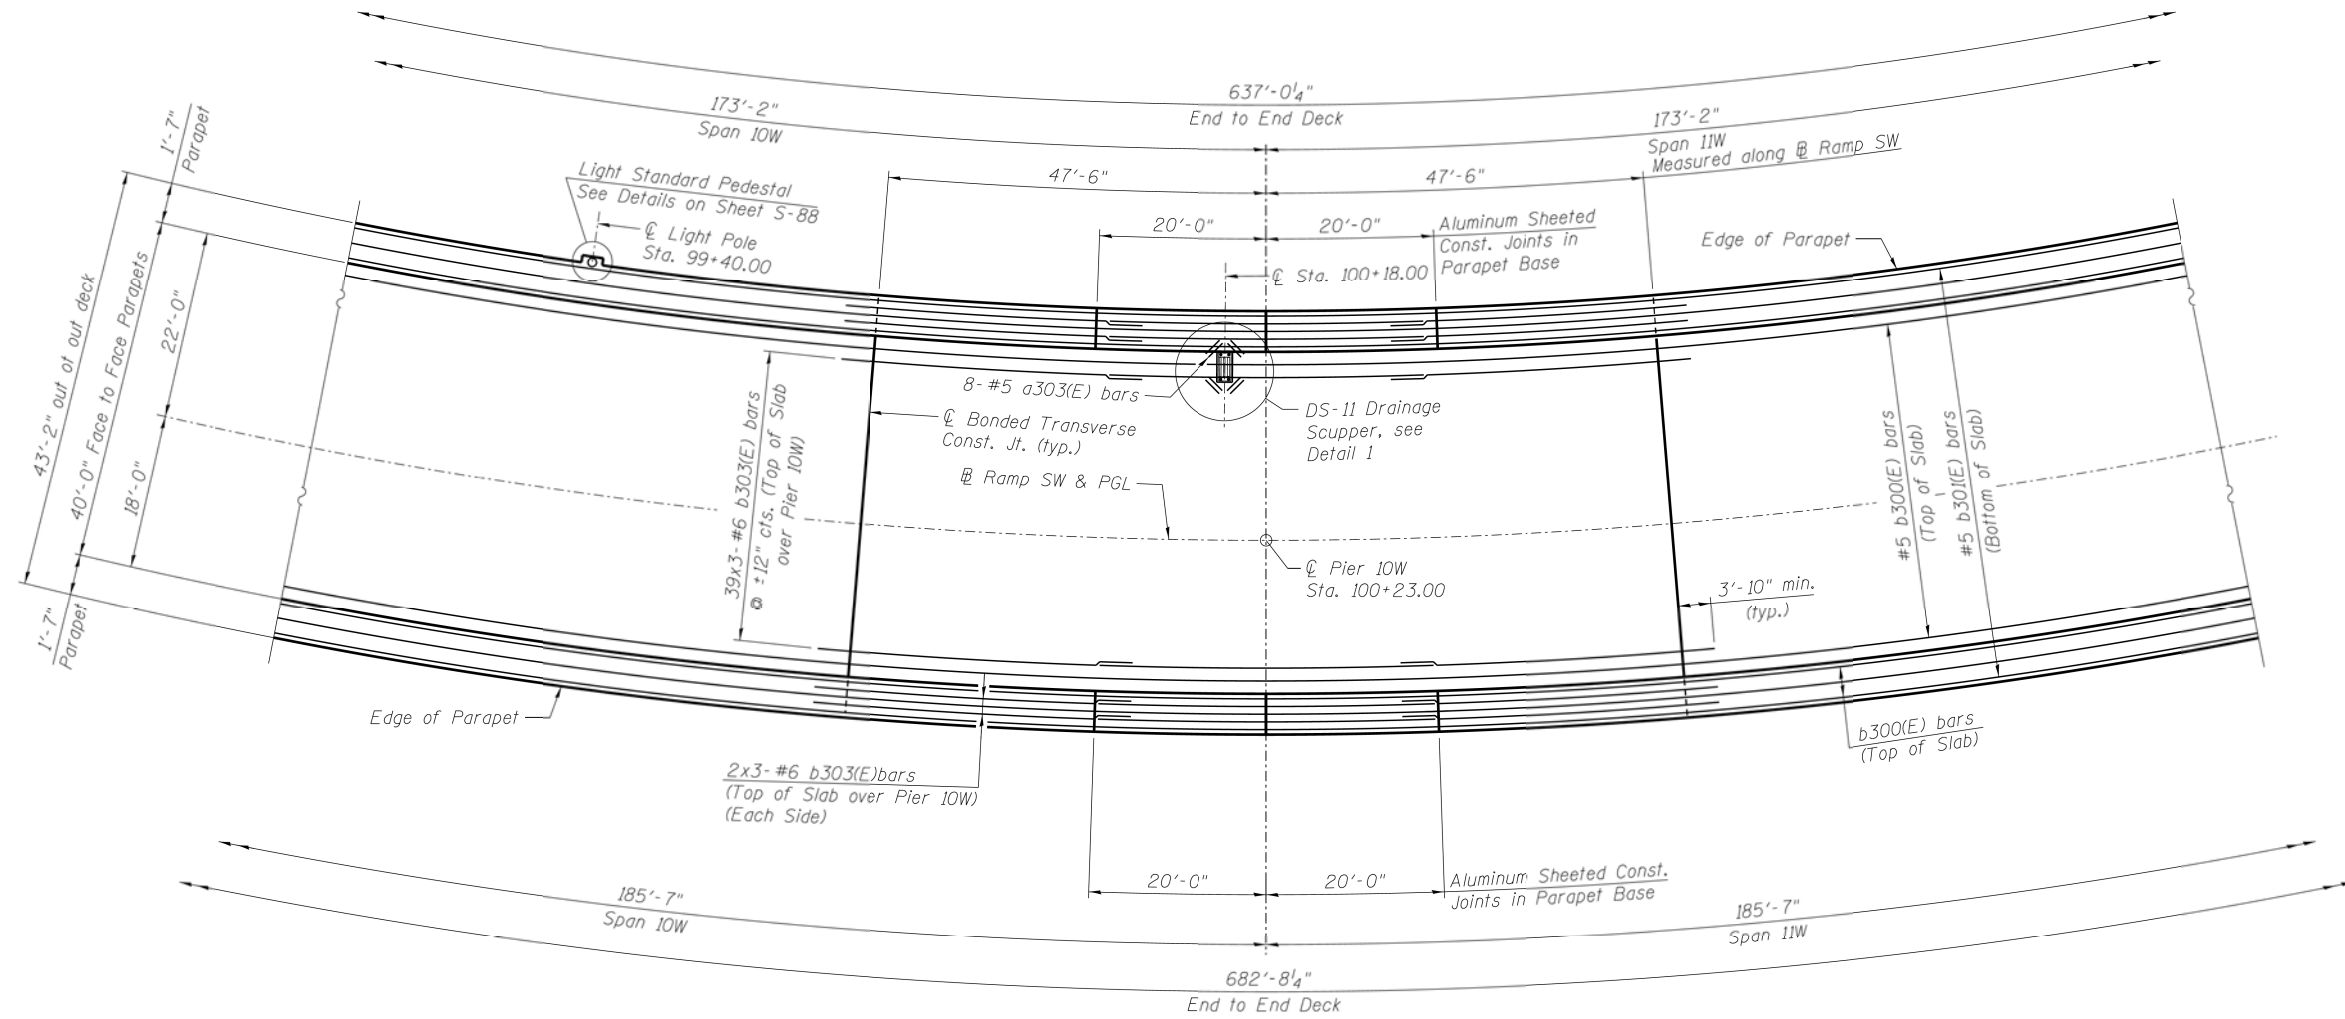 637'-0¼"
End to End Deck
173'-2"
Span 10W
173'-2"
Span 11W
Measured along ⅊ Ramp SW
1'-7"
Parapet
Light Standard Pedestal
See Details on Sheet S-88
℄ Light Pole
Sta. 99+40.00
47'-6"
47'-6"
20'-0"
20'-0"
Aluminum Sheeted
Const. Joints in
Parapet Base
℄ Sta. 100+18.00
Edge of Parapet
43'-2" out ot out deck
40'-0" Face to Face Parapets
22'-0"
18'-0"
1'-7"
Parapet
8-#5 a303(E) bars
℄ Bonded Transverse
Const. Jt. (typ.)
DS-11 Drainage
Scupper, see
Detail 1
39x3-#6 b303(E) bars
@ ±12" cts. (Top of Slab
over Pier 10W)
Ramp SW & PGL
℄ Pier 10W
Sta. 100+23.00
#5 b300(E) bars
(Top of Slab)
#5 b301(E) bars
(Bottom of Slab)
3'-10" min.
(typ.)
Edge of Parapet
b300(E) bars
(Top of Slab)
2x3-#6 b303(E)bars
(Top of Slab over Pier 10W)
(Each Side)
20'-0"
20'-0"
Aluminum Sheeted Const.
Joints in Parapet Base
185'-7"
Span 10W
185'-7"
Span 11W
682'-8¼"
End to End Deck